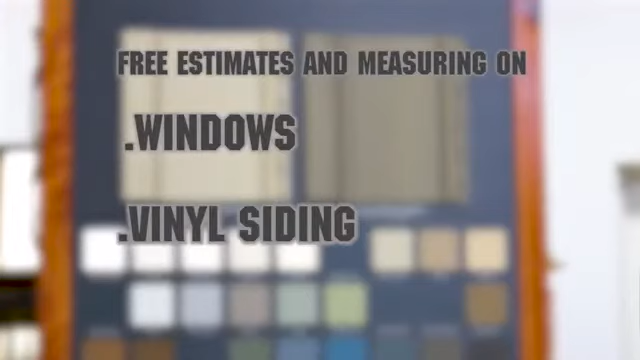 FREE ESTIMATES AND MEASURING ON
.WINDOWS
.VINYL SIDING